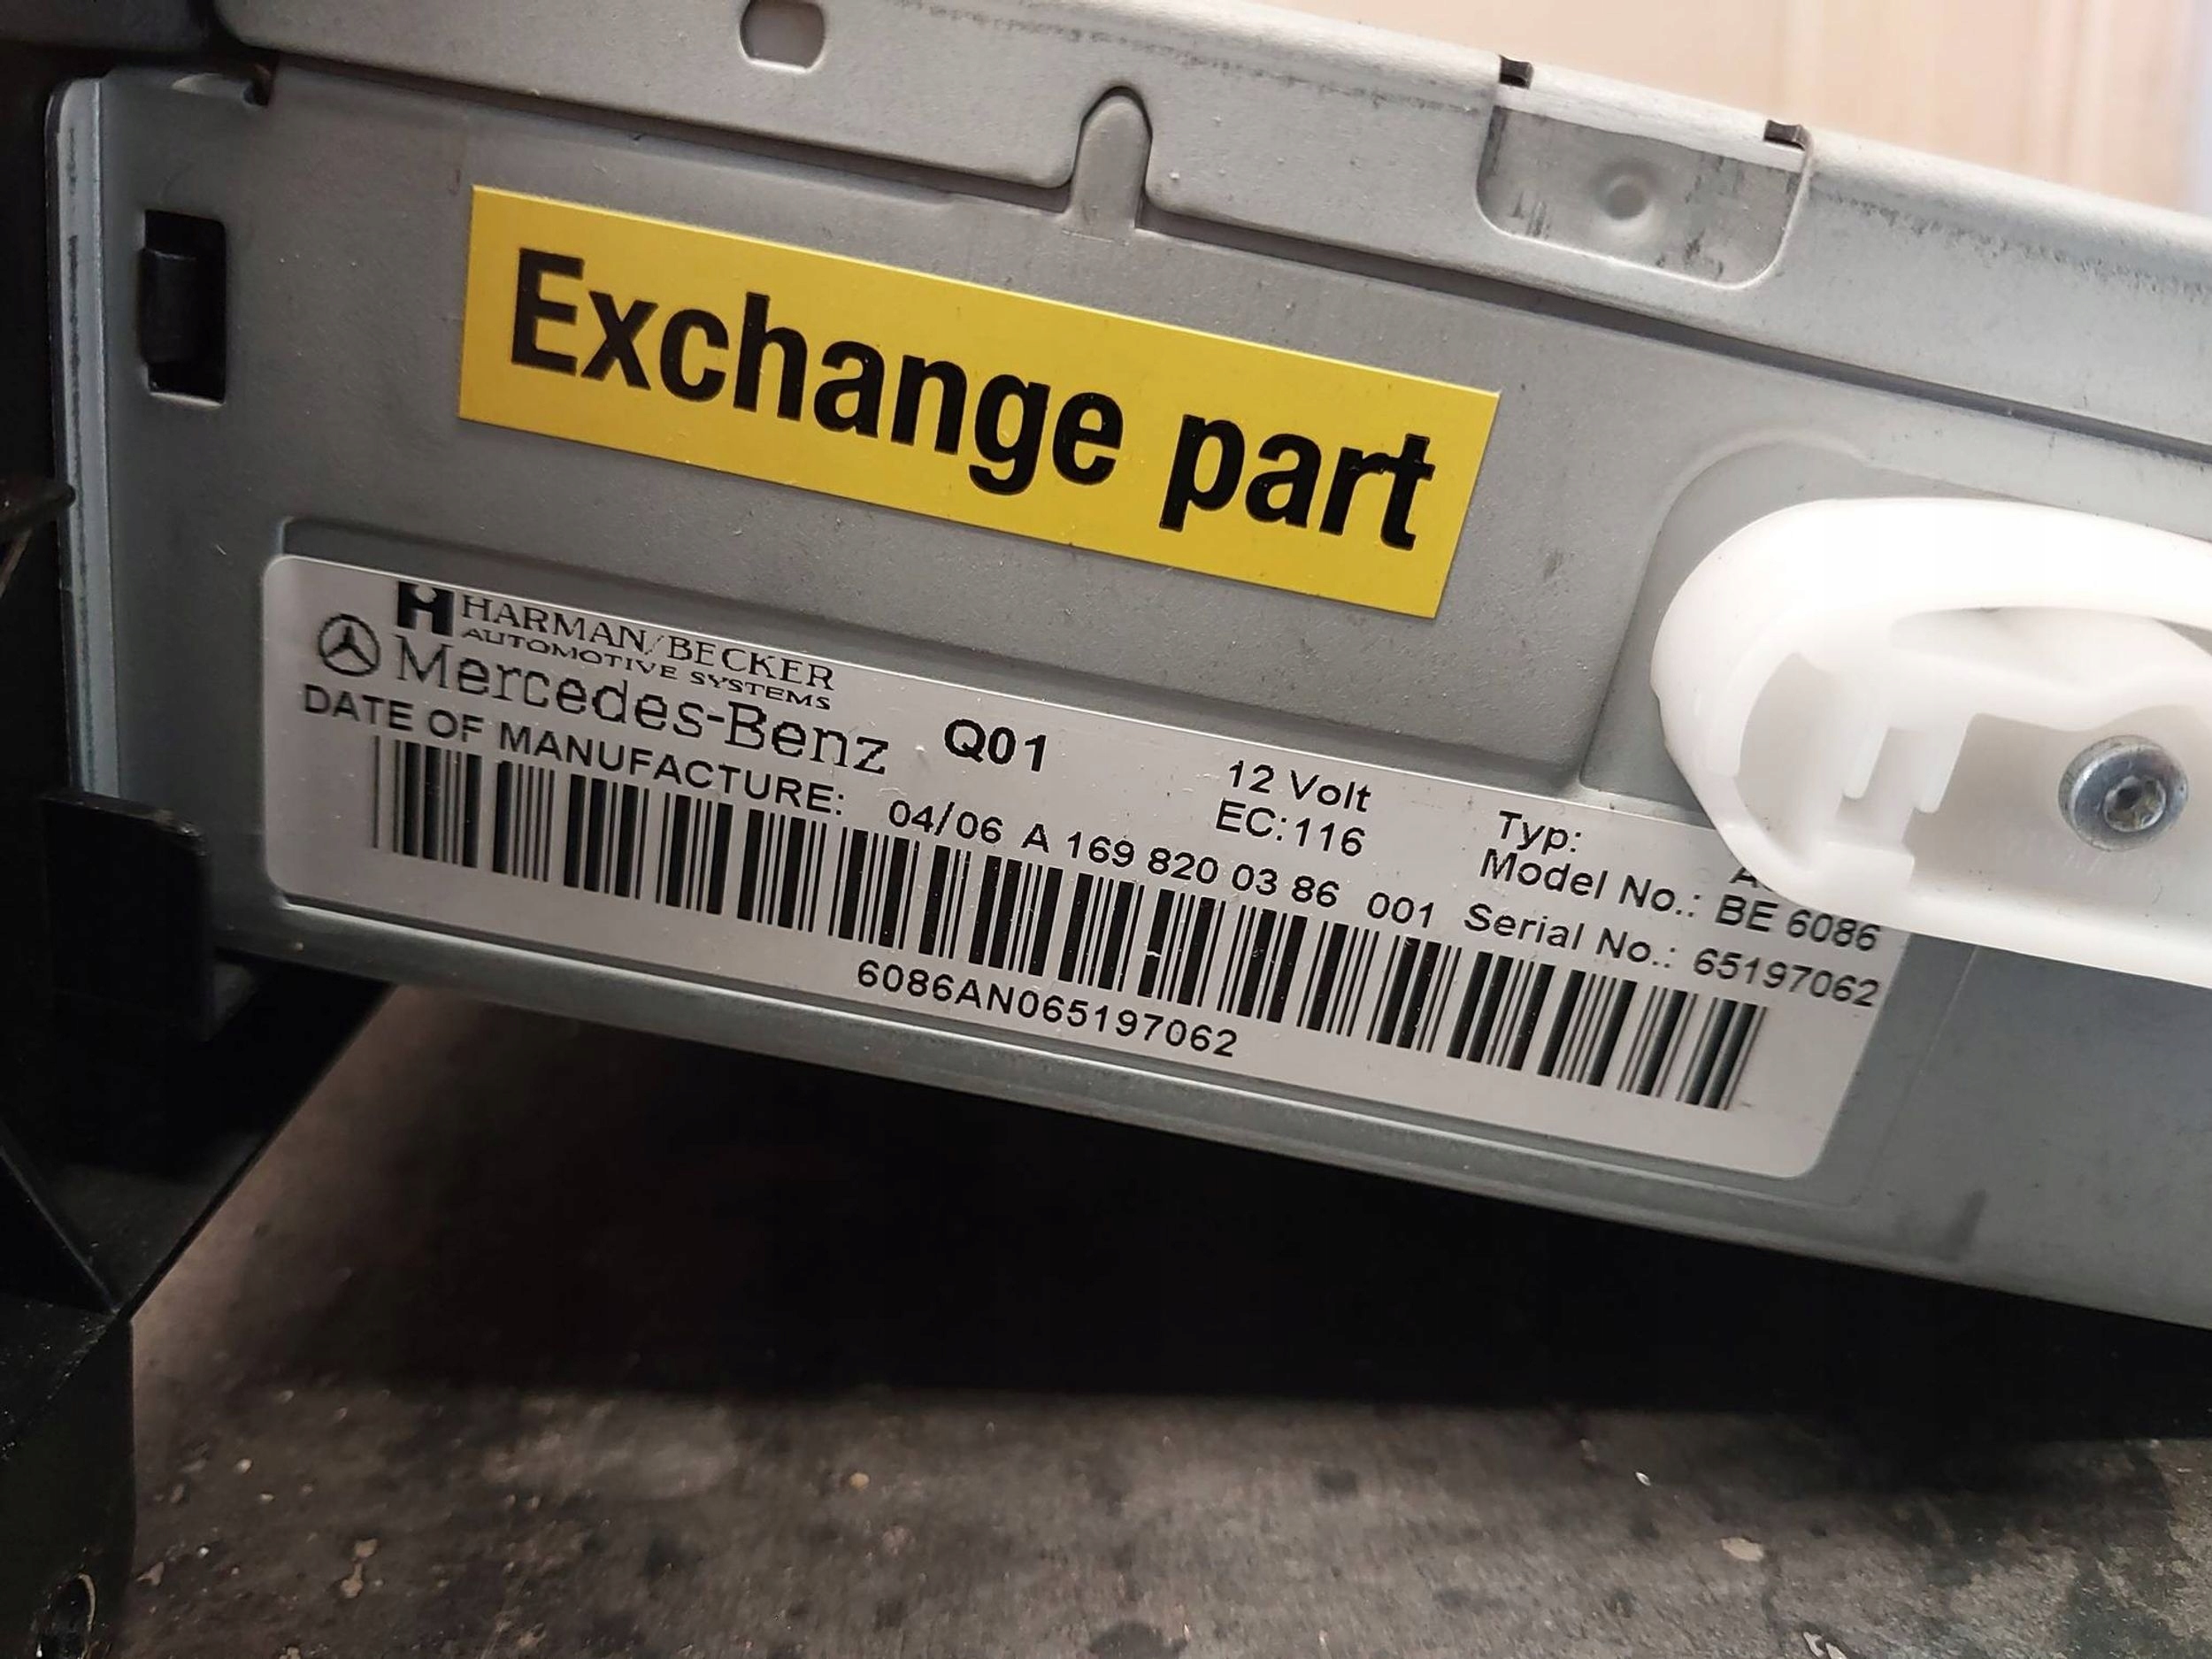 Exchange part
HARMAN/BECKER
AUTOMOTIVE SYSTEMS
Mercedes-Benz Q01
12 Volt
EC:116
Typ:
Model No.: BE 6086
DATE OF MANUFACTURE: 04/06 A 169 820 03 86 001 Serial No.: 65197062
6086AN065197062